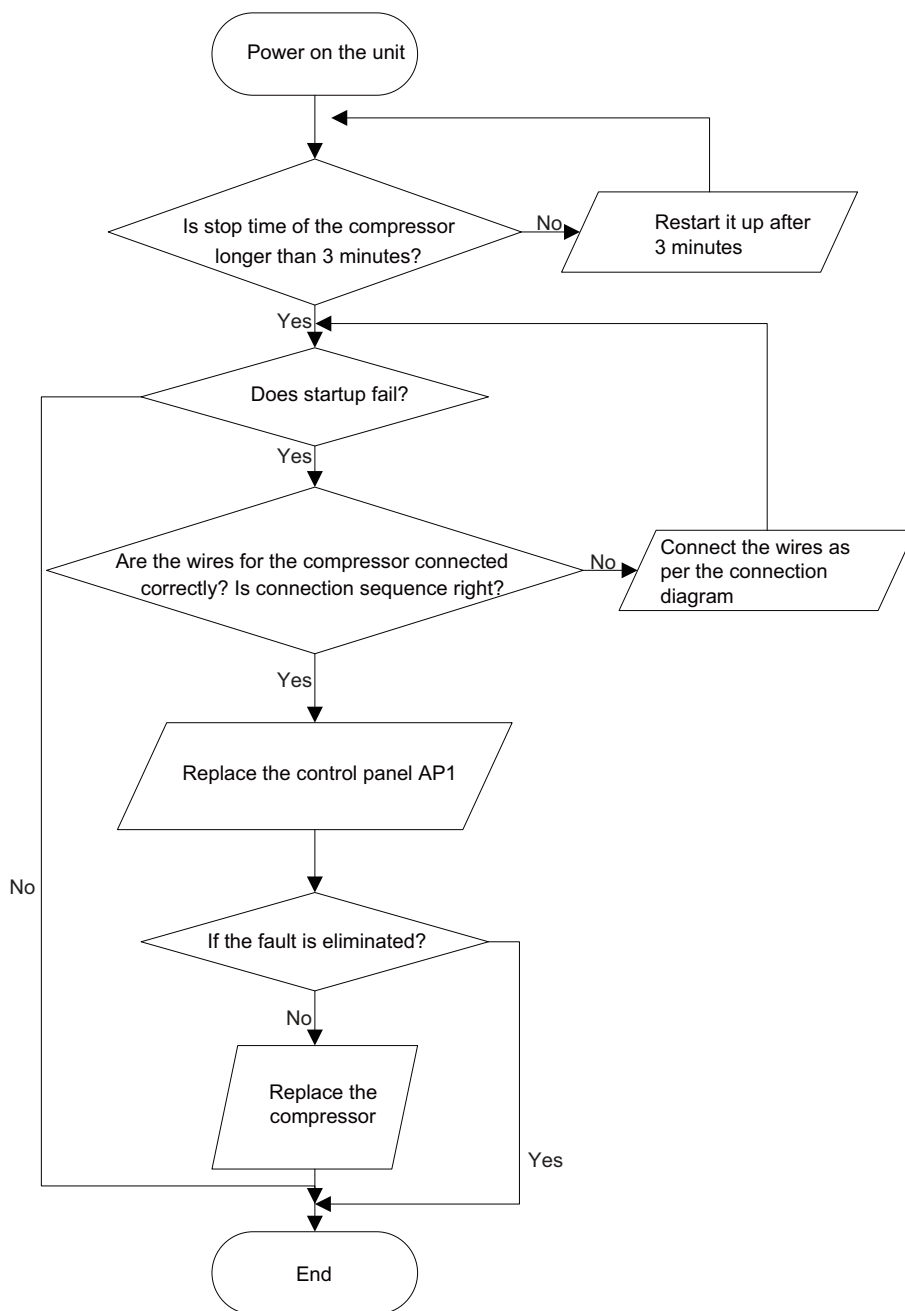 Power on the unit
Is stop time of the compressor
longer than 3 minutes?
No
Restart it up after
3 minutes
Yes
Does startup fail?
Yes
Are the wires for the compressor connected
correctly? Is connection sequence right?
No
Connect the wires as
per the connection
diagram
Yes
Replace the control panel AP1
No
If the fault is eliminated?
No
Replace the
compressor
Yes
End